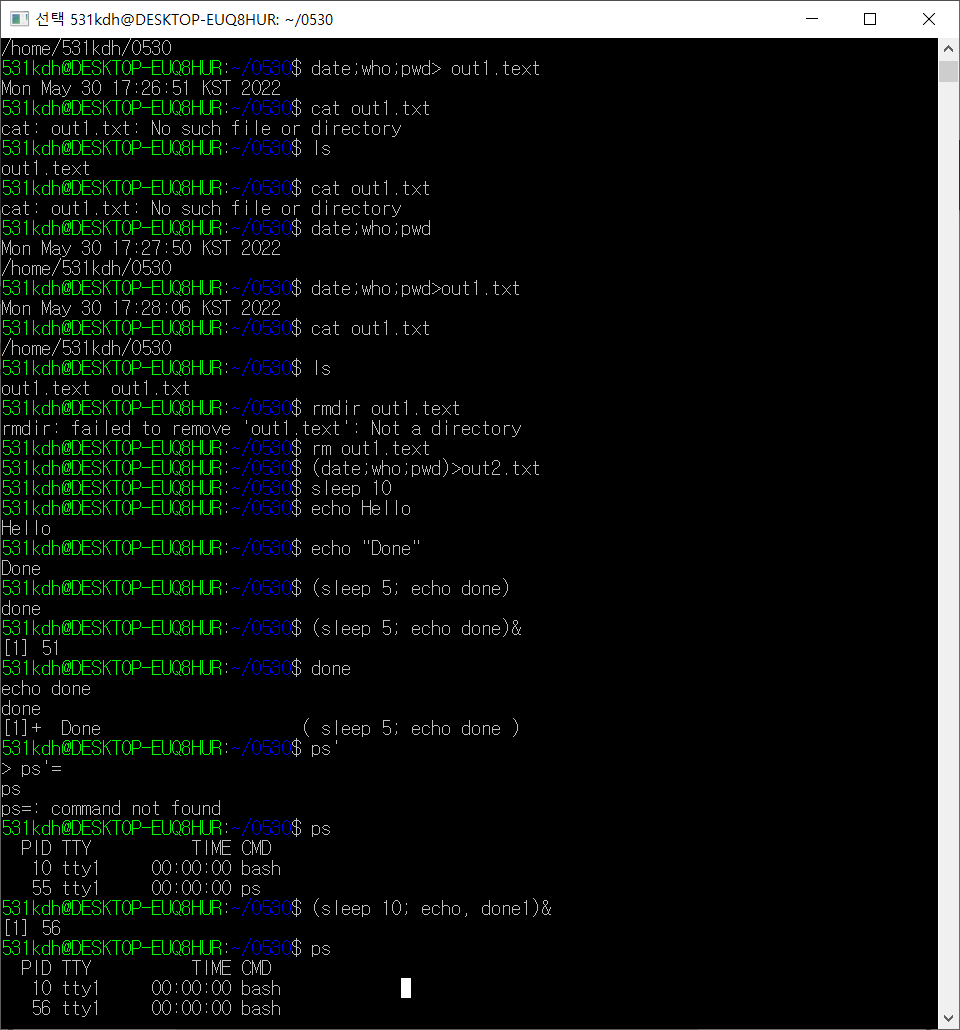 선택 531kdh@DESKTOP-EUQ8HUR: ~/0530
/home/531kdh/0530
531kdh@DESKTOP-EUQ8HUR:~/0530$ date;who;pwd> out1.text
Mon May 30 17:26:51 KST 2022
531kdh@DESKTOP-EUQ8HUR:~/0530$ cat out1.txt
cat: out1.txt: No such file or directory
531kdh@DESKTOP-EUQ8HUR:~/0530$ ls
out1.text
531kdh@DESKTOP-EUQ8HUR:~/0530$ cat out1.txt
cat: out1.txt: No such file or directory
531kdh@DESKTOP-EUQ8HUR:~/0530$ date;who;pwd
Mon May 30 17:27:50 KST 2022
/home/531kdh/0530
531kdh@DESKTOP-EUQ8HUR:~/0530$ date;who;pwd>out1.txt
Mon May 30 17:28:06 KST 2022
531kdh@DESKTOP-EUQ8HUR:~/0530$ cat out1.txt
/home/531kdh/0530
531kdh@DESKTOP-EUQ8HUR:~/0530$ ls
out1.text  out1.txt
531kdh@DESKTOP-EUQ8HUR:~/0530$ rmdir out1.text
rmdir: failed to remove 'out1.text': Not a directory
531kdh@DESKTOP-EUQ8HUR:~/0530$ rm out1.text
531kdh@DESKTOP-EUQ8HUR:~/0530$ (date;who;pwd)>out2.txt
531kdh@DESKTOP-EUQ8HUR:~/0530$ sleep 10
531kdh@DESKTOP-EUQ8HUR:~/0530$ echo Hello
Hello
531kdh@DESKTOP-EUQ8HUR:~/0530$ echo "Done"
Done
531kdh@DESKTOP-EUQ8HUR:~/0530$ (sleep 5; echo done)
done
531kdh@DESKTOP-EUQ8HUR:~/0530$ (sleep 5; echo done)&
[1] 51
531kdh@DESKTOP-EUQ8HUR:~/0530$ done
echo done
done
[1]+  Done                    ( sleep 5; echo done )
531kdh@DESKTOP-EUQ8HUR:~/0530$ ps'
> ps'=
ps
ps=: command not found
531kdh@DESKTOP-EUQ8HUR:~/0530$ ps
  PID TTY          TIME CMD
   10 tty1     00:00:00 bash
   55 tty1     00:00:00 ps
531kdh@DESKTOP-EUQ8HUR:~/0530$ (sleep 10; echo, done1)&
[1] 56
531kdh@DESKTOP-EUQ8HUR:~/0530$ ps
  PID TTY          TIME CMD
   10 tty1     00:00:00 bash
   56 tty1     00:00:00 bash